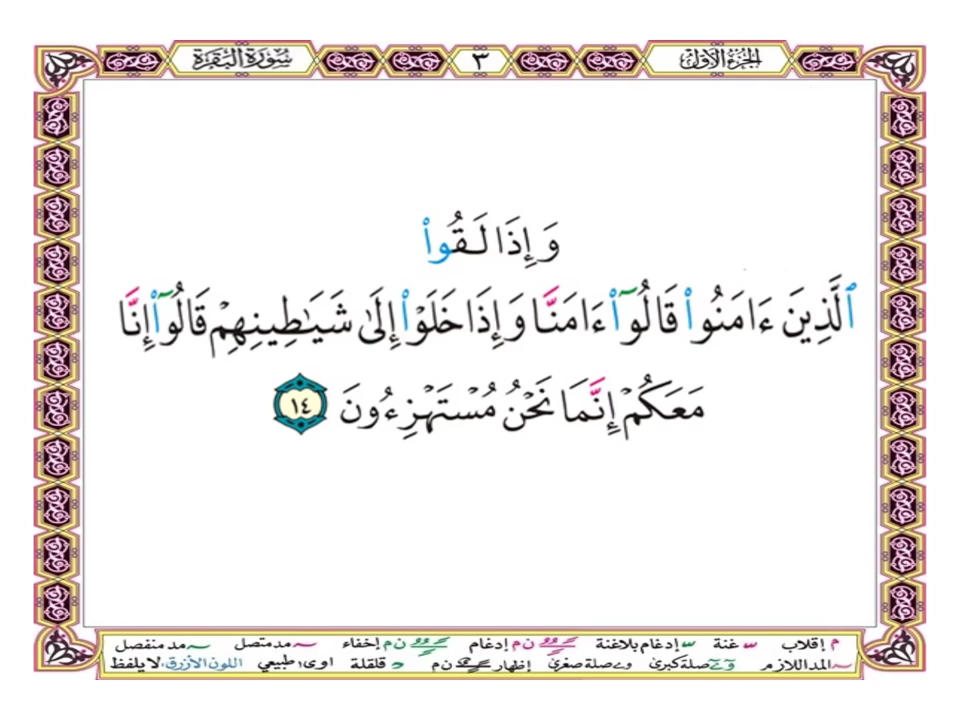 الجزء الأول ٣ سورة البقرة
وَإِذَا لَقُوا۟
ٱلَّذِينَ ءَامَنُوا۟ قَالُوٓا۟ ءَامَنَّا وَإِذَا خَلَوْا۟ إِلَىٰ شَيَـٰطِينِهِمْ قَالُوٓا۟ إِنَّا
مَعَكُمْ إِنَّمَا نَحْنُ مُسْتَهْزِءُونَ ١٤
م إقلاب غنة إدغام بلاغنة ن م إدغام ن م إخفاء مد متصل مد منفصل
المد اللازم صلة كبرى صلة صغرى إظهار ن م قلقلة اوى طبيعي اللون الأزرق لا يلفظ